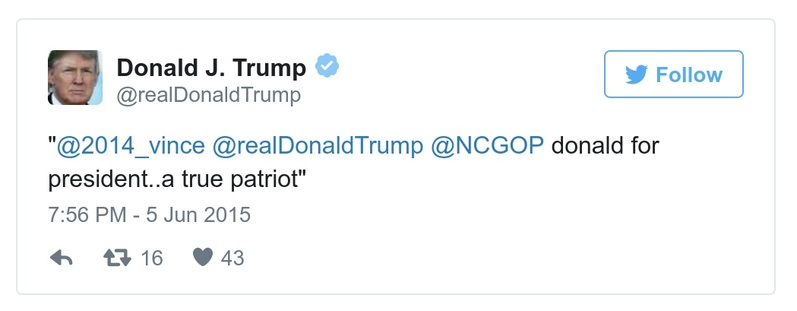 Donald J. Trump
Follow
@realDonaldTrump
"@2014_vince @realDonaldTrump @NCGOP donald for
president..a true patriot"
7:56 PM - 5 Jun 2015
16 43